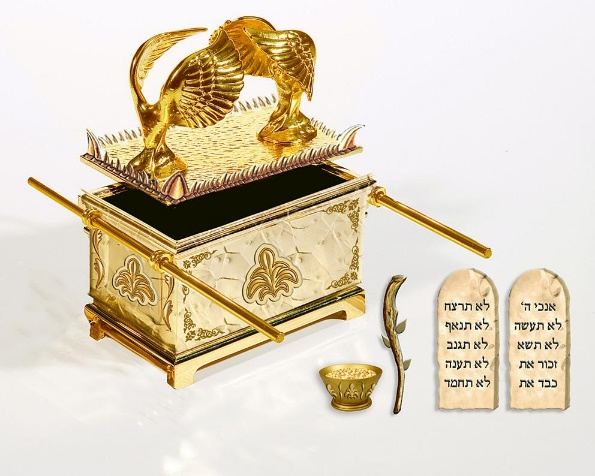 אנכי ה'
לא תעשה
לא תשא
זכור את
כבד את
לא תרצח
לא תנאף
לא תגנב
לא תענה
לא תחמד